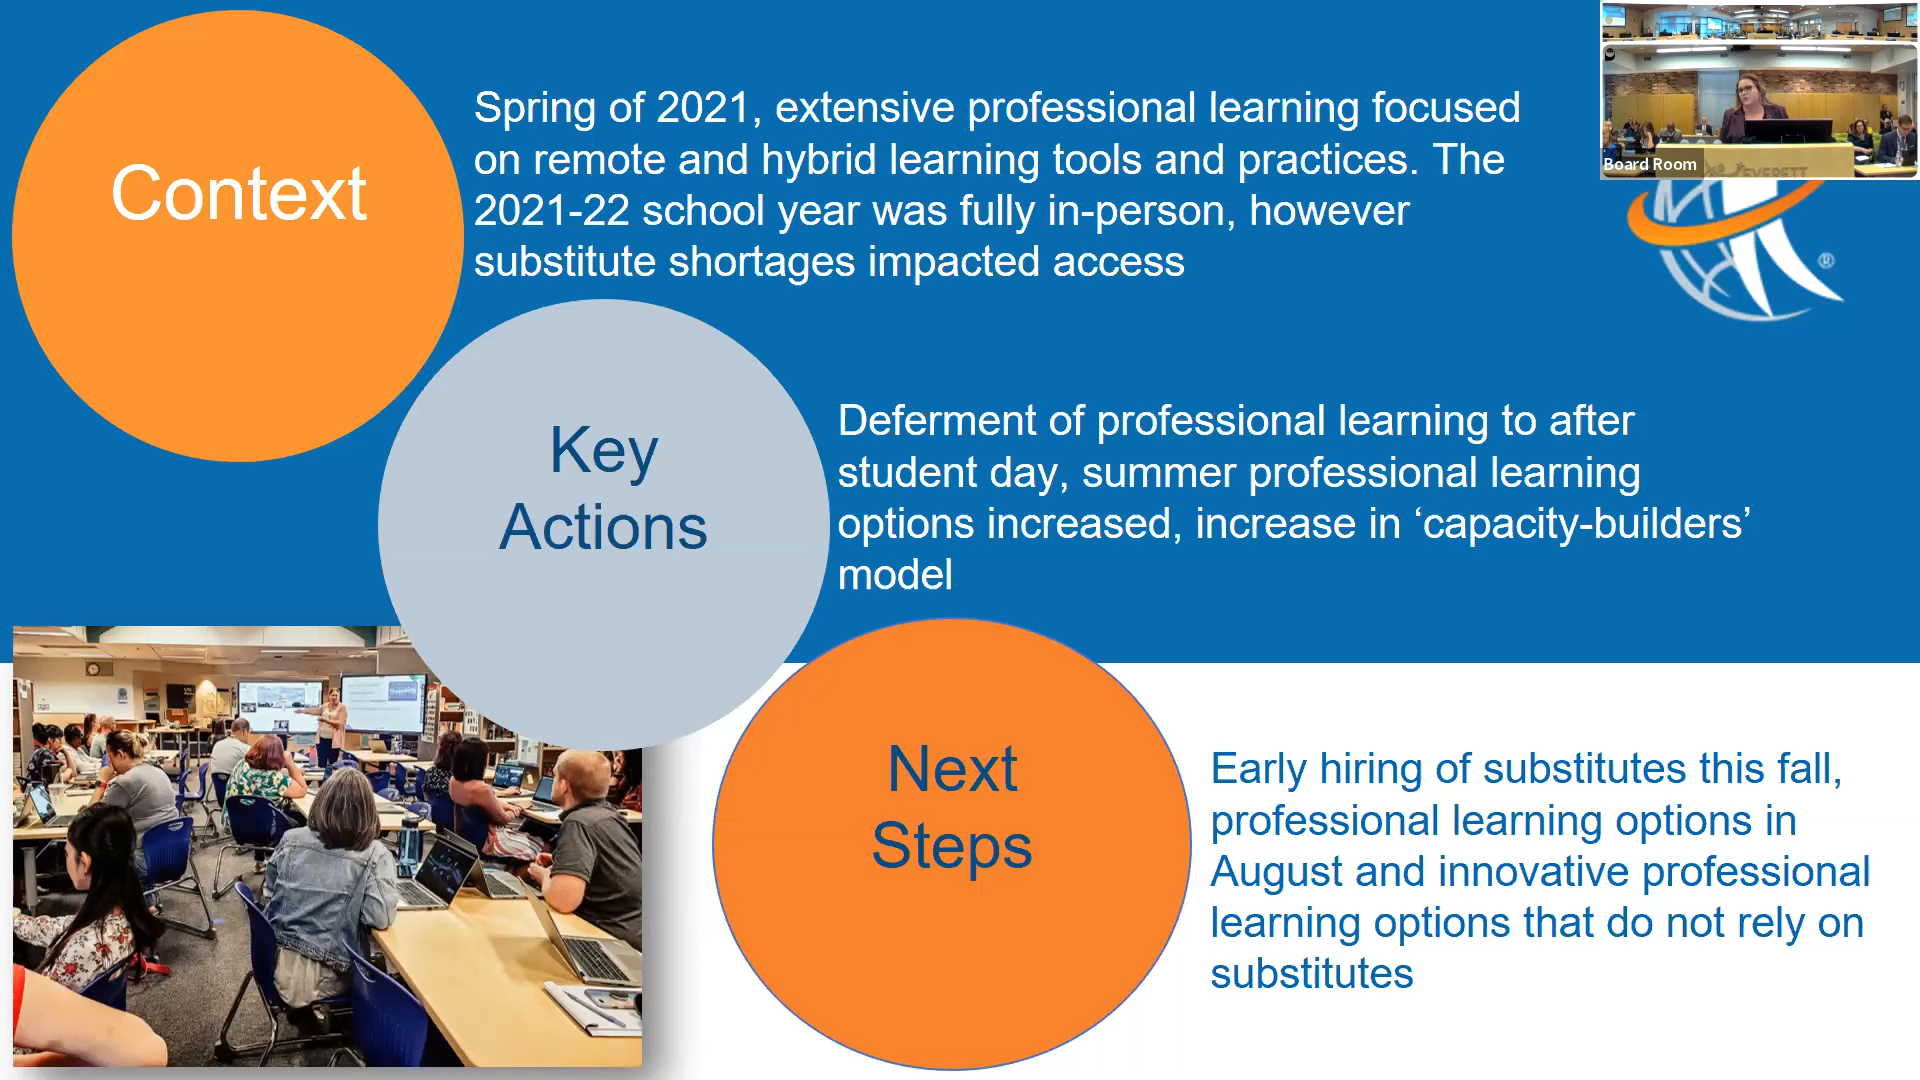 Context
Spring of 2021, extensive professional learning focused
on remote and hybrid learning tools and practices. The
2021-22 school year was fully in-person, however
substitute shortages impacted access
Board Room
EVERETT
®
Key
Actions
Deferment of professional learning to after
student day, summer professional learning
options increased, increase in ‘capacity-builders’
model
Next
Steps
Early hiring of substitutes this fall,
professional learning options in
August and innovative professional
learning options that do not rely on
substitutes